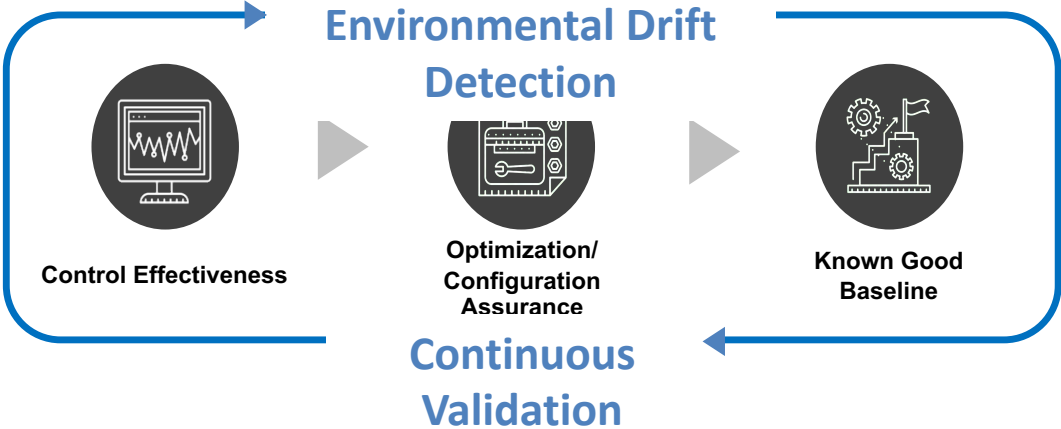 Environmental Drift
Detection
Control Effectiveness
Optimization/
Configuration
Assurance
Known Good
Baseline
Continuous
Validation